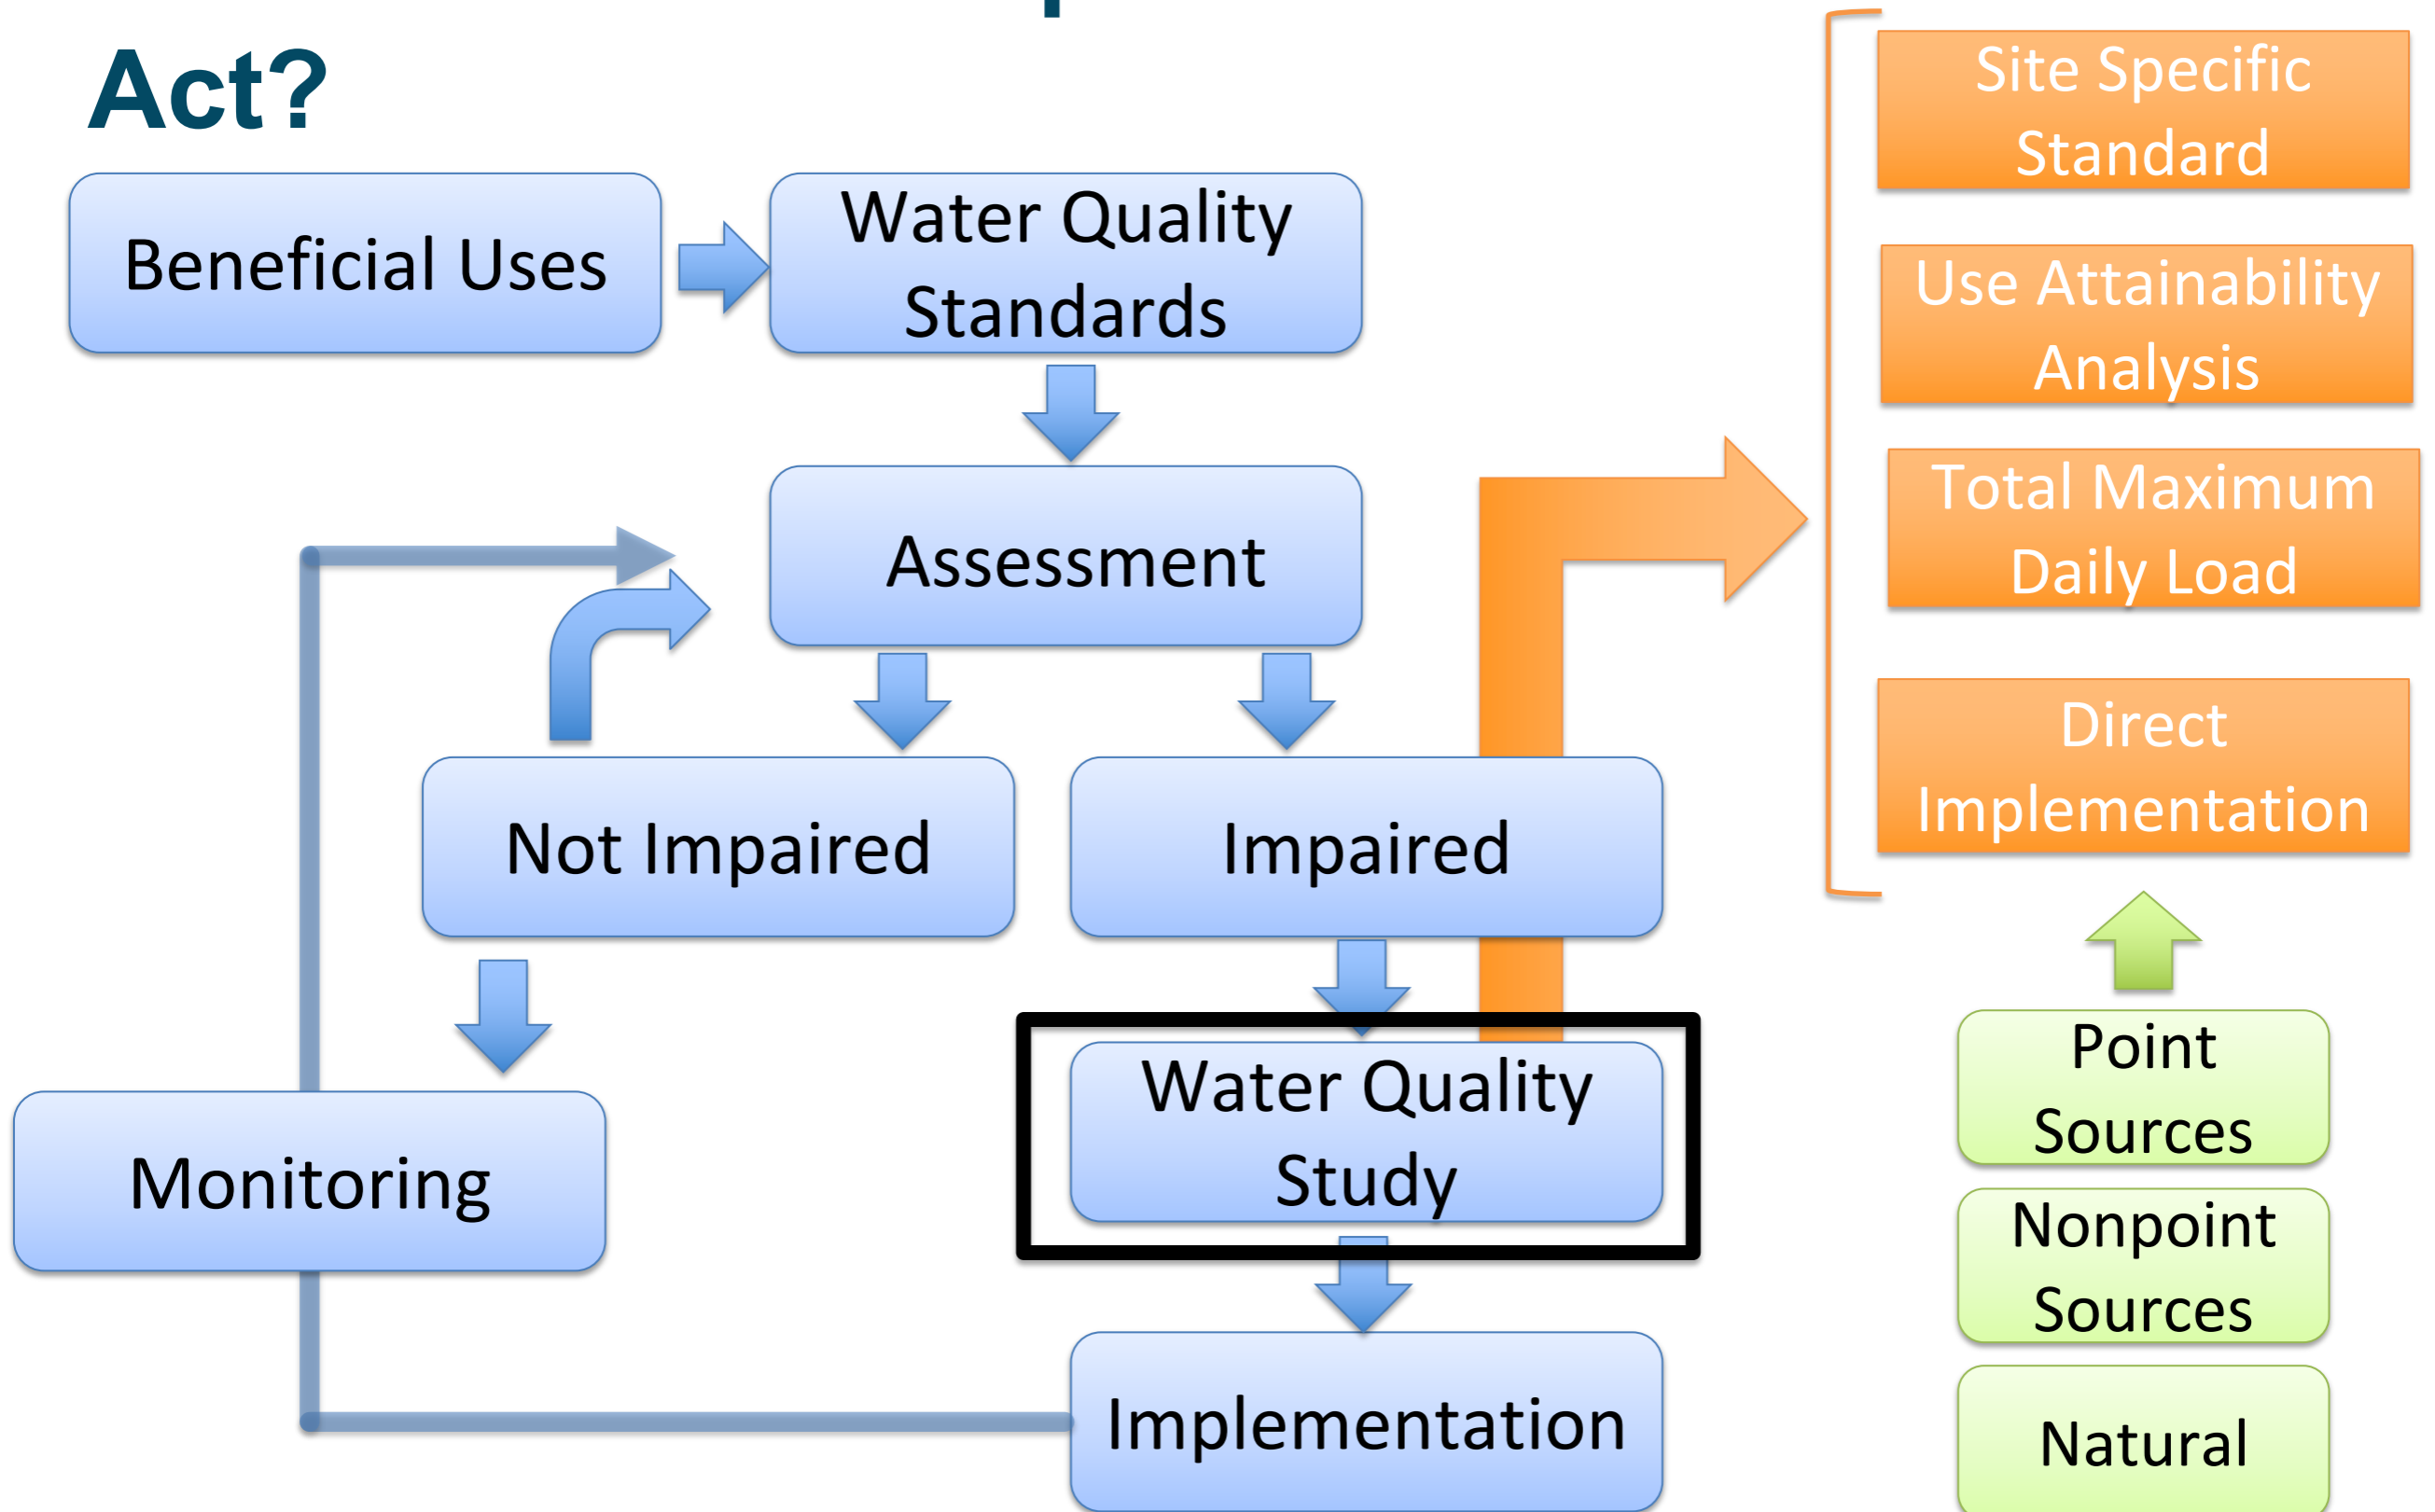 Act?
Beneficial Uses
Water Quality
Standards
Assessment
Not Impaired
Impaired
Monitoring
Water Quality
Study
Implementation
Site Specific
Standard
Use Attainability
Analysis
Total Maximum
Daily Load
Direct
Implementation
Point
Sources
Nonpoint
Sources
Natural